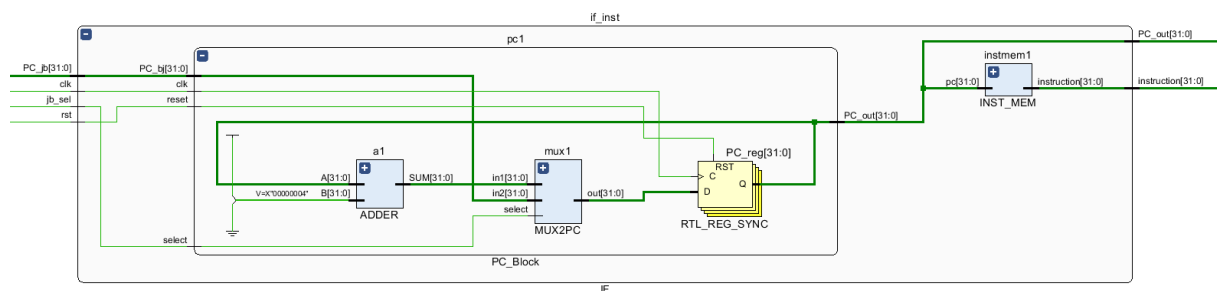 if_inst
pc1
PC_jb[31:0]
PC_bj[31:0]
PC_out[31:0]
clk
clk
instmem1
jb_sel
reset
pc[31:0]
instruction[31:0]
instruction[31:0]
rst
INST_MEM
PC_out[31:0]
a1
mux1
PC_reg[31:0]
RST
A[31:0]
SUM[31:0]
in1[31:0]
C
Q
V=X"00000004"
B[31:0]
in2[31:0]
out[31:0]
D
select
ADDER
MUX2PC
RTL_REG_SYNC
select
PC_Block
IF